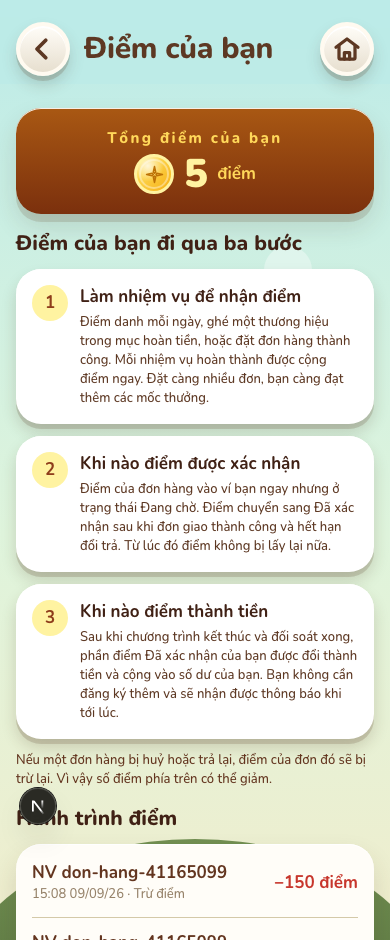 Điểm của bạn
Tổng điểm của bạn
5 điểm
Điểm của bạn đi qua ba bước
1
Làm nhiệm vụ để nhận điểm
Điểm danh mỗi ngày, ghé một thương hiệu
trong mục hoàn tiền, hoặc đặt đơn hàng thành
công. Mỗi nhiệm vụ hoàn thành được cộng
điểm ngay. Đặt càng nhiều đơn, bạn càng đạt
thêm các mốc thưởng.
2
Khi nào điểm được xác nhận
Điểm của đơn hàng vào ví bạn ngay nhưng ở
trạng thái Đang chờ. Điểm chuyển sang Đã xác
nhận sau khi đơn giao thành công và hết hạn
đổi trả. Từ lúc đó điểm không bị lấy lại nữa.
3
Khi nào điểm thành tiền
Sau khi chương trình kết thúc và đối soát xong,
phần điểm Đã xác nhận của bạn được đổi thành
tiền và cộng vào số dư của bạn. Bạn không cần
đăng ký thêm và sẽ nhận được thông báo khi
tới lúc.
Nếu một đơn hàng bị huỷ hoặc trả lại, điểm của đơn đó sẽ bị
trừ lại. Vì vậy số điểm phía trên có thể giảm.
N
trình điểm
NV don-hang-41165099
−150 điểm
15:08 09/09/26 · Trừ điểm
NV don-hang-41165099